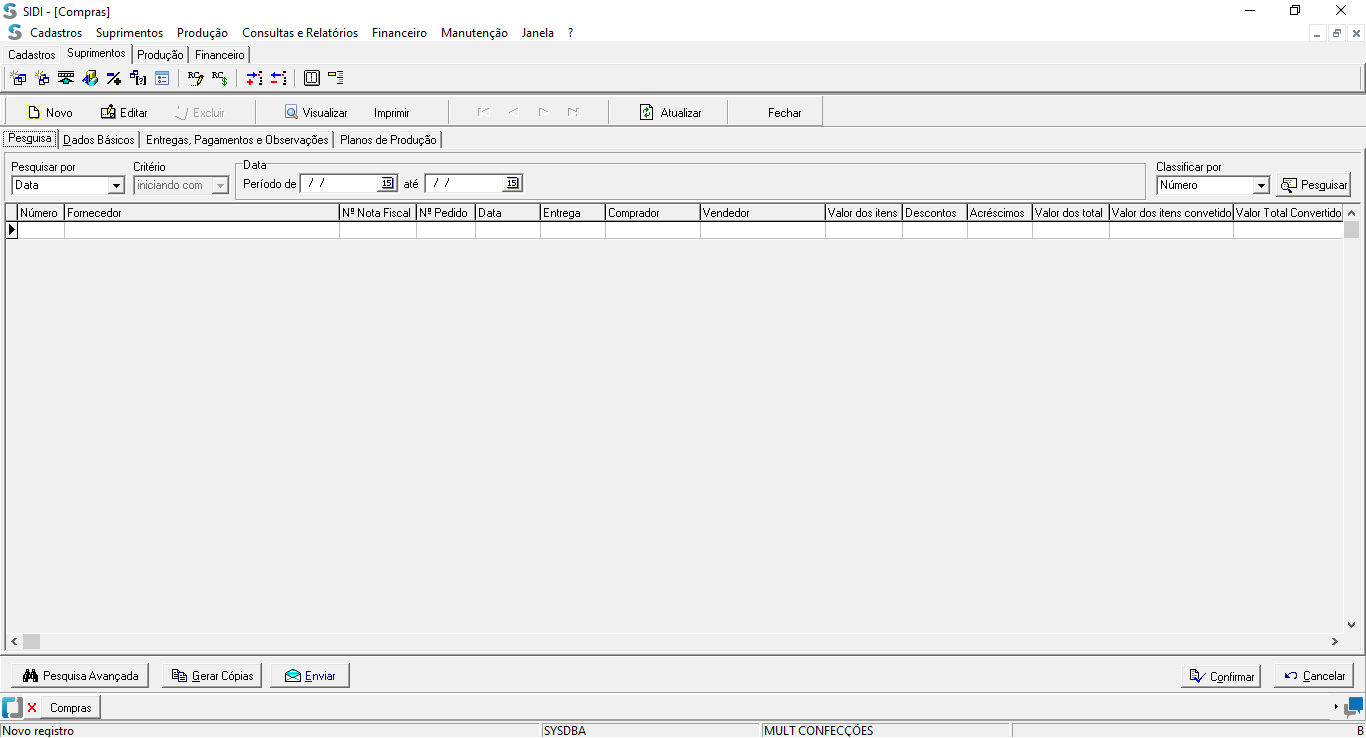 SIDI - [Compras]
Cadastros Suprimentos Produção Consultas e Relatórios Financeiro Manutenção Janela ?
Cadastros Suprimentos Produção Financeiro
Novo Editar Excluir Visualizar Imprimir Atualizar Fechar
Pesquisa Dados Básicos Entregas, Pagamentos e Observações Planos de Produção
Pesquisar por Critério Data Classificar por
Data iniciando com Período de / / 15 até / / 15 Número Pesquisar
Número Fornecedor Nº Nota Fiscal Nº Pedido Data Entrega Comprador Vendedor Valor dos itens Descontos Acréscimos Valor dos total Valor dos itens convetido Valor Total Convertido
Pesquisa Avançada Gerar Cópias Enviar Confirmar Cancelar
Compras
Novo registro SYSDBA MULT CONFECÇÕES B